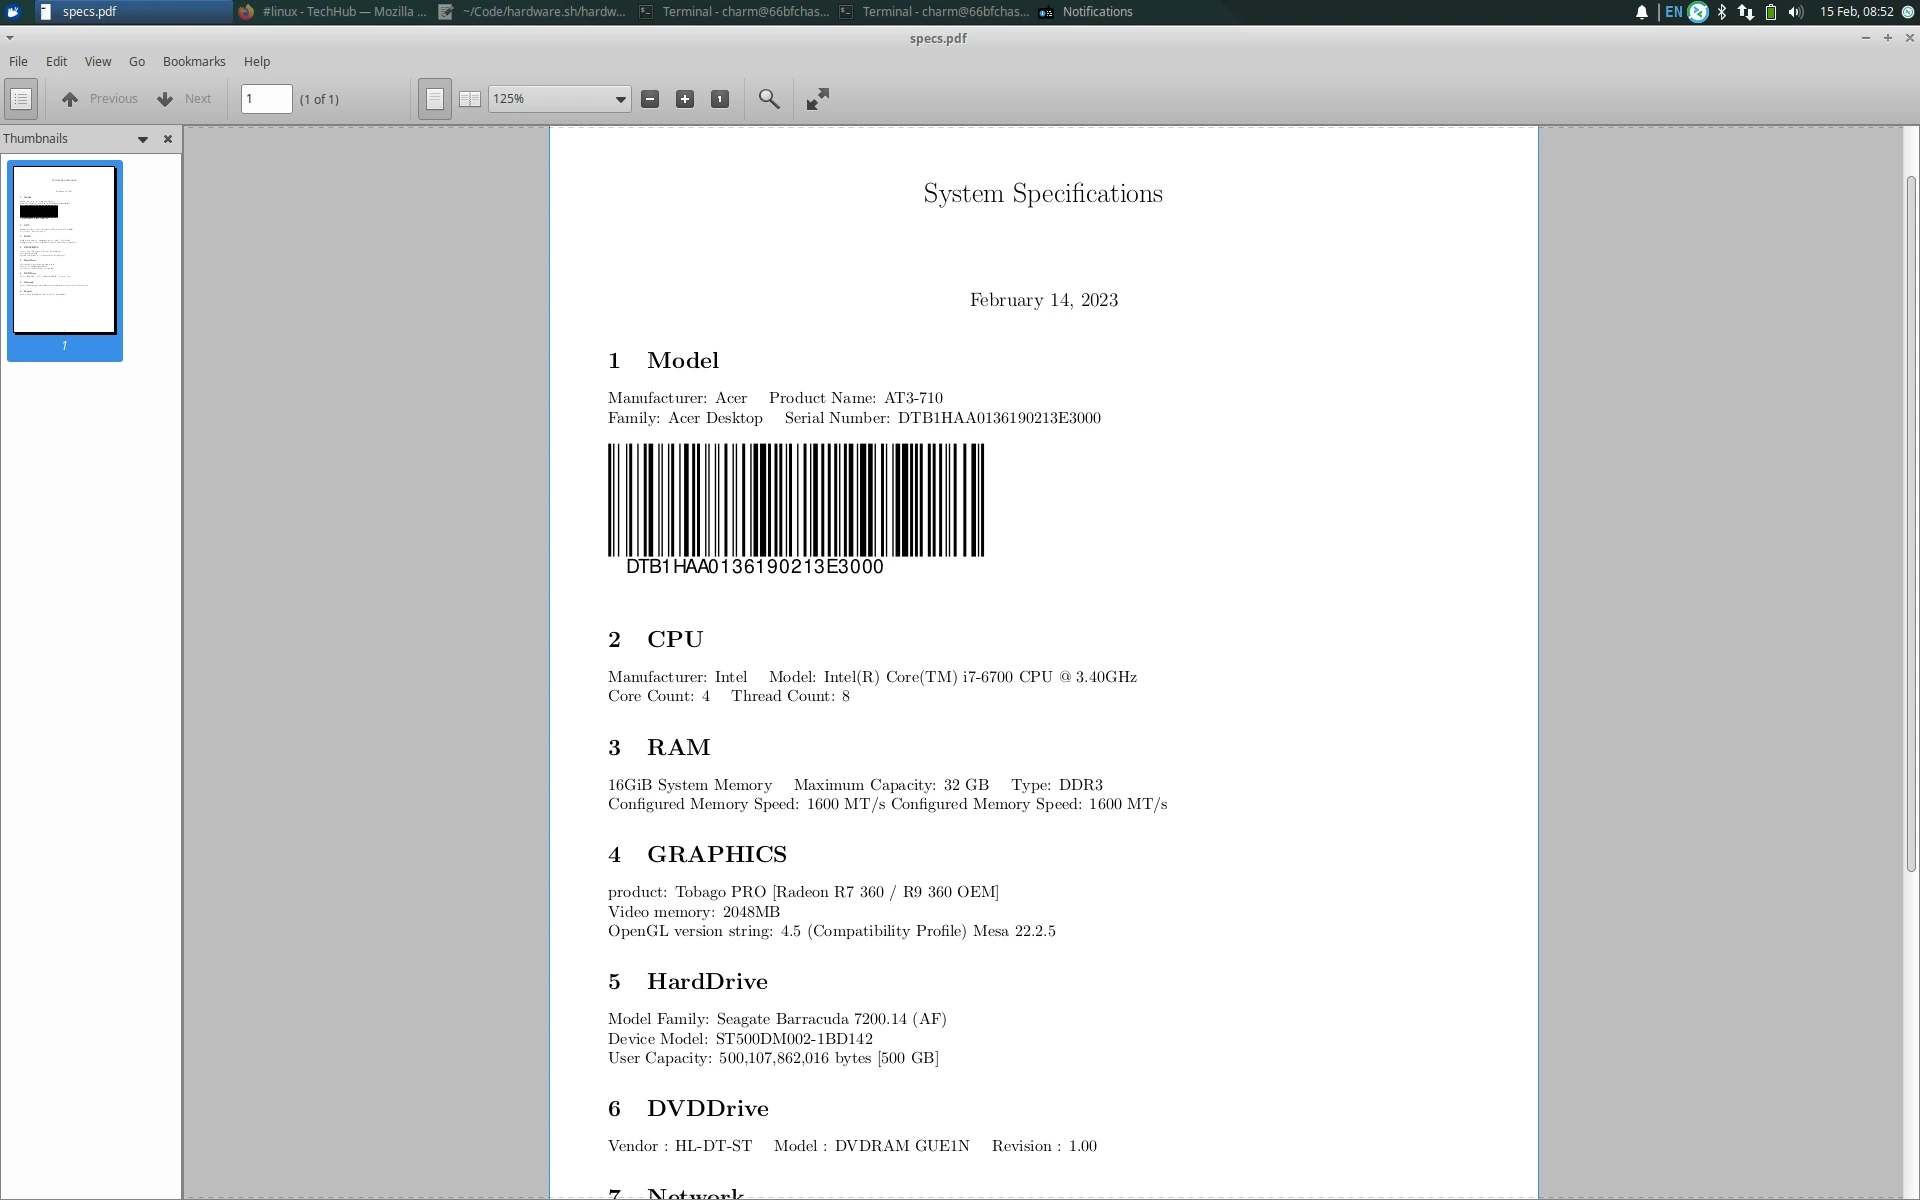 specs.pdf
#linux - TechHub — Mozilla ...
~/Code/hardware.sh/hardw...
Terminal - charm@66bfchas...
Terminal - charm@66bfchas...
Notifications
EN
15 Feb, 08:52
specs.pdf
File Edit View Go Bookmarks Help
Previous Next 1 (1 of 1) 125%
Thumbnails
1
System Specifications
February 14, 2023
1 Model
Manufacturer: Acer Product Name: AT3-710
Family: Acer Desktop Serial Number: DTB1HAA0136190213E3000
DTB1HAA0136190213E3000
2 CPU
Manufacturer: Intel Model: Intel(R) Core(TM) i7-6700 CPU @ 3.40GHz
Core Count: 4 Thread Count: 8
3 RAM
16GiB System Memory Maximum Capacity: 32 GB Type: DDR3
Configured Memory Speed: 1600 MT/s Configured Memory Speed: 1600 MT/s
4 GRAPHICS
product: Tobago PRO [Radeon R7 360 / R9 360 OEM]
Video memory: 2048MB
OpenGL version string: 4.5 (Compatibility Profile) Mesa 22.2.5
5 HardDrive
Model Family: Seagate Barracuda 7200.14 (AF)
Device Model: ST500DM002-1BD142
User Capacity: 500,107,862,016 bytes [500 GB]
6 DVDDrive
Vendor : HL-DT-ST Model : DVDRAM GUE1N Revision : 1.00
7 Network